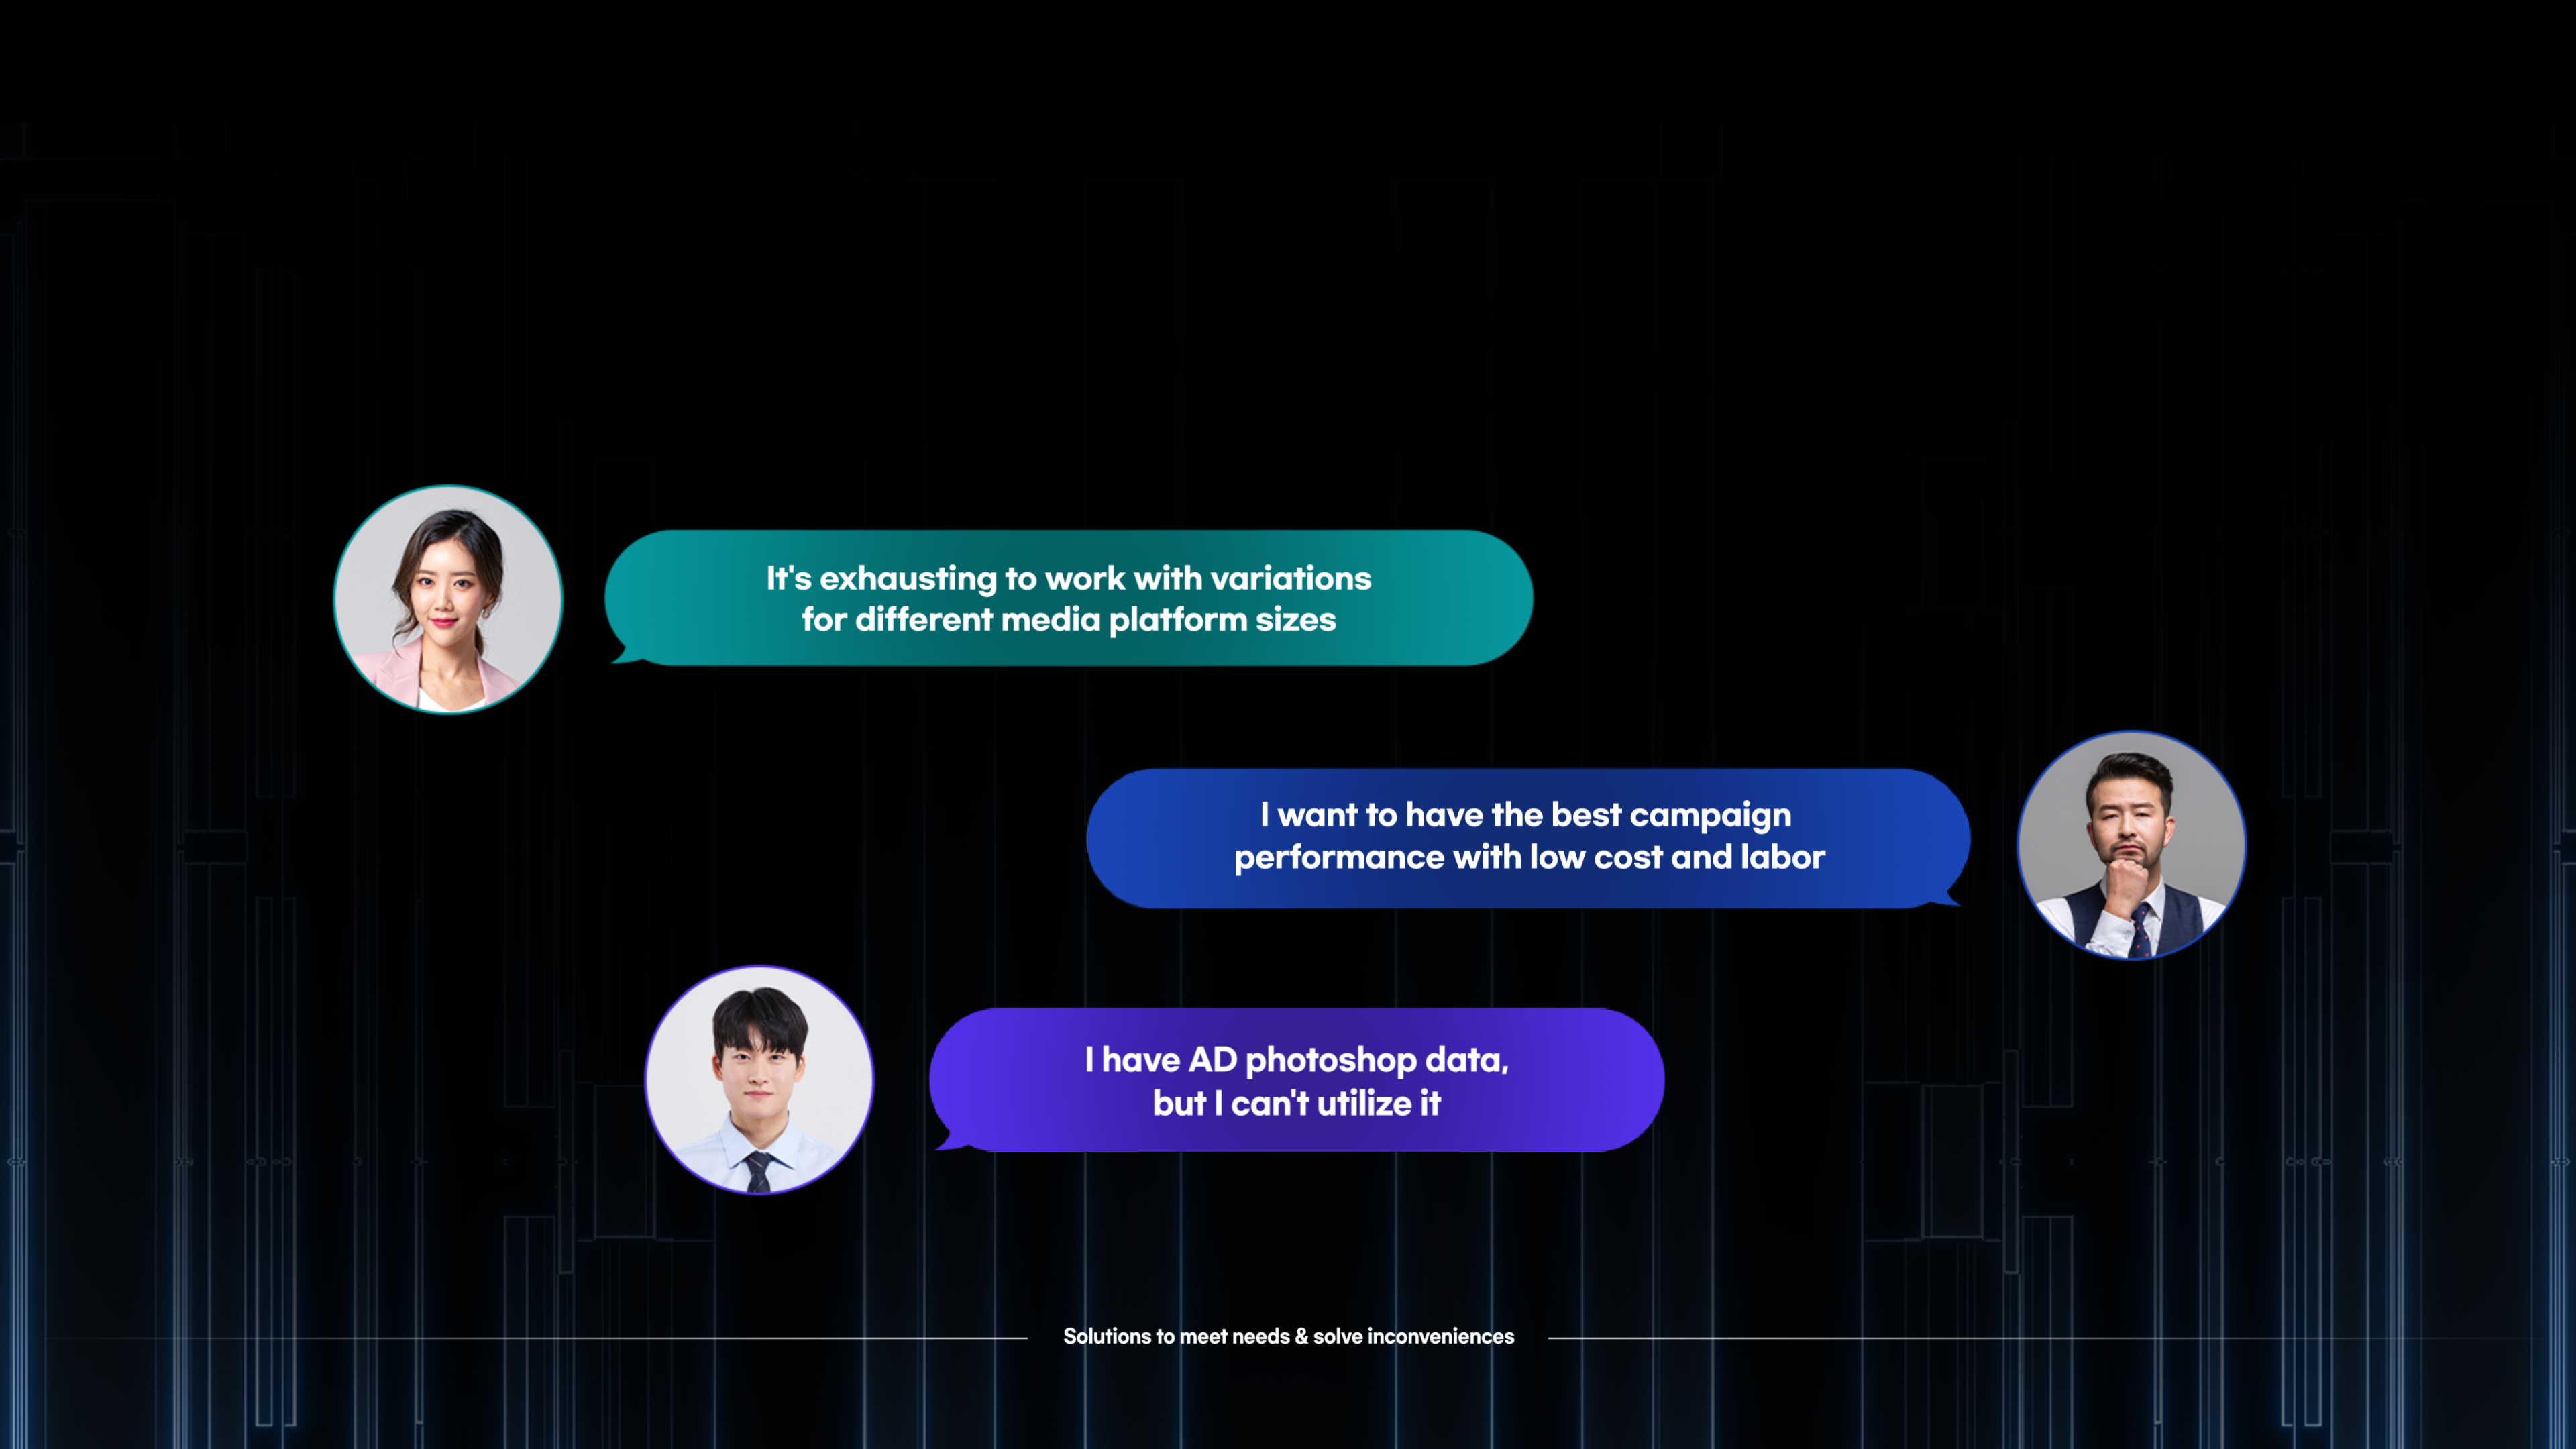 It's exhausting to work with variations
for different media platform sizes
I want to have the best campaign
performance with low cost and labor
I have AD photoshop data,
but I can't utilize it
Solutions to meet needs & solve inconveniences